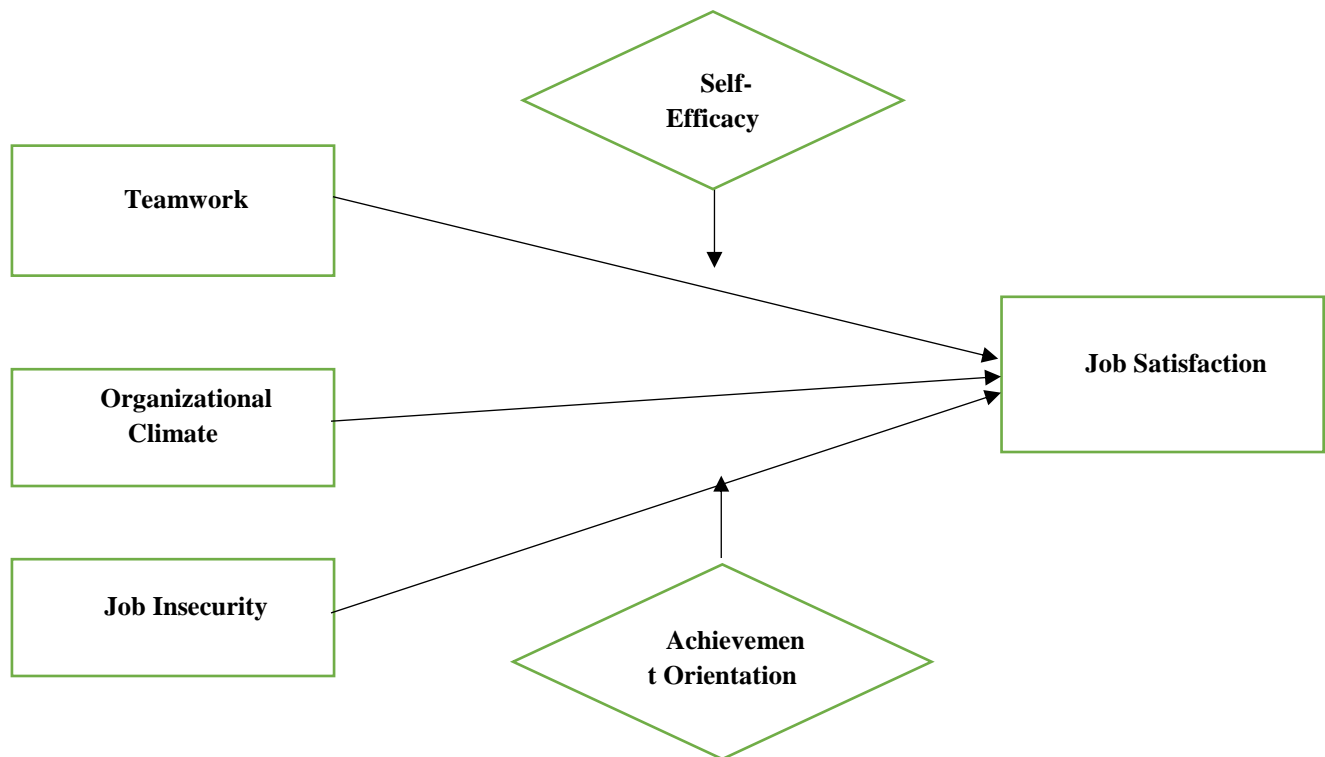 Self-
Efficacy
Teamwork
Job Satisfaction
Organizational
Climate
Job Insecurity
Achievemen
t Orientation